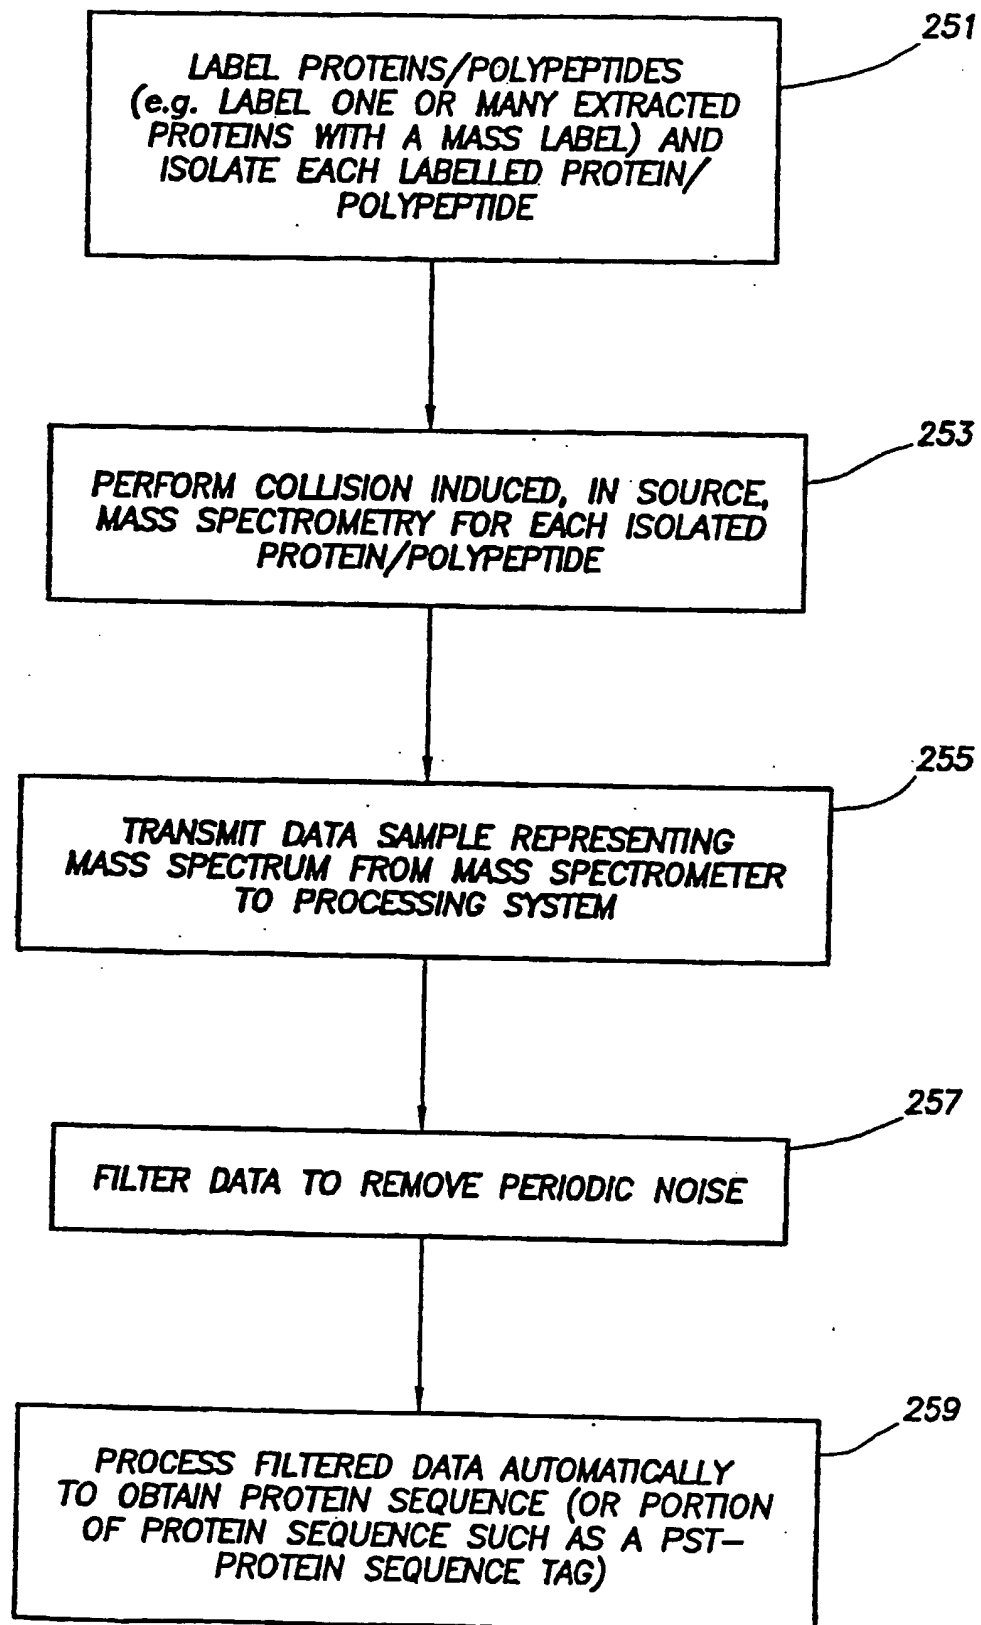 251
LABEL PROTEINS/POLYPEPTIDES
(e.g. LABEL ONE OR MANY EXTRACTED
PROTEINS WITH A MASS LABEL) AND
ISOLATE EACH LABELLED PROTEIN/
POLYPEPTIDE
253
PERFORM COLLISION INDUCED, IN SOURCE,
MASS SPECTROMETRY FOR EACH ISOLATED
PROTEIN/POLYPEPTIDE
255
TRANSMIT DATA SAMPLE REPRESENTING
MASS SPECTRUM FROM MASS SPECTROMETER
TO PROCESSING SYSTEM
257
FILTER DATA TO REMOVE PERIODIC NOISE
259
PROCESS FILTERED DATA AUTOMATICALLY
TO OBTAIN PROTEIN SEQUENCE (OR PORTION
OF PROTEIN SEQUENCE SUCH AS A PST-
PROTEIN SEQUENCE TAG)